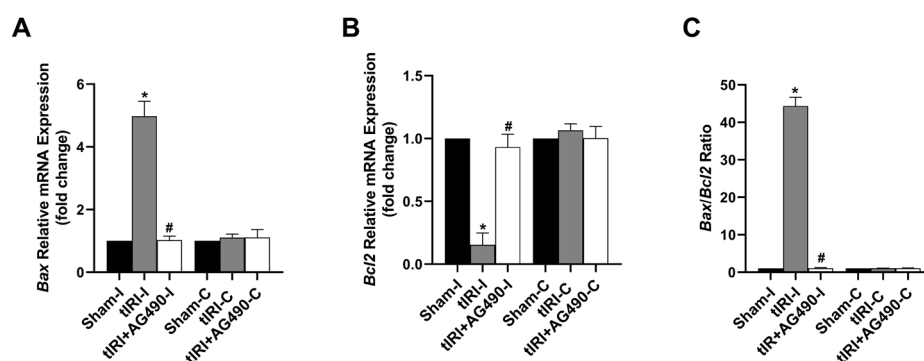 A
B
C
Bax Relative mRNA Expression
(fold change)
6
4
2
0
*
#
Sham-I
tIRI-I
tIRI+AG490-I
Sham-C
tIRI-C
tIRI+AG490-C
Bcl2 Relative mRNA Expression
(fold change)
1.5
1.0
0.5
0.0
*
#
Sham-I
tIRI-I
tIRI+AG490-I
Sham-C
tIRI-C
tIRI+AG490-C
Bax/Bcl2 Ratio
50
40
30
20
10
0
*
#
Sham-I
tIRI-I
tIR+AG490-I
Sham-C
tIRI-C
tIRI+AG490-C